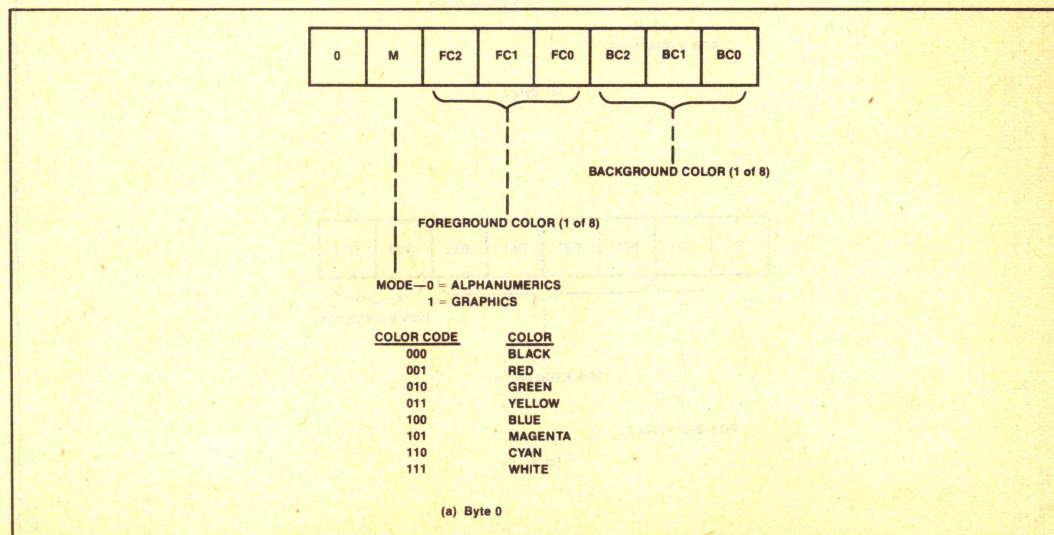 0 M FC2 FC1 FC0 BC2 BC1 BC0
BACKGROUND COLOR (1 of 8)
FOREGROUND COLOR (1 of 8)
MODE—0 = ALPHANUMERICS
1 = GRAPHICS
COLOR CODE COLOR
000 BLACK
001 RED
010 GREEN
011 YELLOW
100 BLUE
101 MAGENTA
110 CYAN
111 WHITE
(a) Byte 0